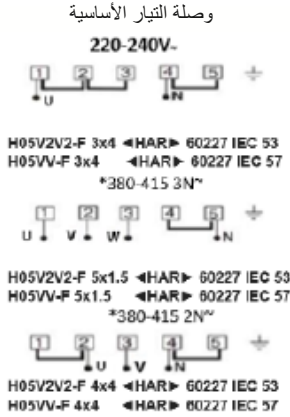 وصلة التيار الأساسية
220-240V~
1 2 3 4 5
U N
H05V2V2-F 3x4 ◄HAR► 60227 IEC 53
H05VV-F 3x4 ◄HAR► 60227 IEC 57
*380-415 3N~
1 2 3 4 5
U V W N
H05V2V2-F 5x1.5 ◄HAR► 60227 IEC 53
H05VV-F 5x1.5 ◄HAR► 60227 IEC 57
*380-415 2N~
1 2 3 4 5
U V N
H05V2V2-F 4x4 ◄HAR► 60227 IEC 53
H05VV-F 4x4 ◄HAR► 60227 IEC 57